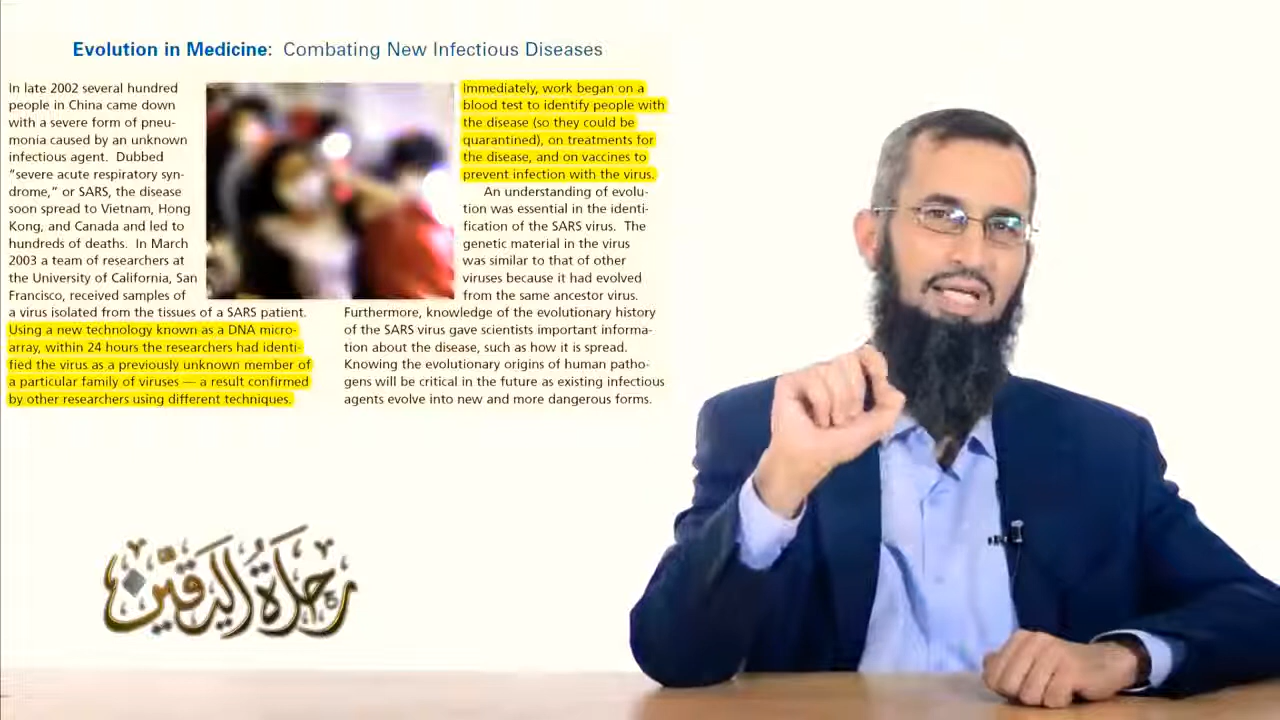 Evolution in Medicine: Combating New Infectious Diseases
In late 2002 several hundred
people in China came down
with a severe form of pneu-
monia caused by an unknown
infectious agent. Dubbed
“severe acute respiratory syn-
drome,” or SARS, the disease
soon spread to Vietnam, Hong
Kong, and Canada and led to
hundreds of deaths. In March
2003 a team of researchers at
the University of California, San
Francisco, received samples of
a virus isolated from the tissues of a SARS patient.
Using a new technology known as a DNA micro-
array, within 24 hours the researchers had identi-
fied the virus as a previously unknown member of
a particular family of viruses — a result confirmed
by other researchers using different techniques.
Immediately, work began on a
blood test to identify people with
the disease (so they could be
quarantined), on treatments for
the disease, and on vaccines to
prevent infection with the virus.
An understanding of evolu-
tion was essential in the identi-
fication of the SARS virus. The
genetic material in the virus
was similar to that of other
viruses because it had evolved
from the same ancestor virus.
Furthermore, knowledge of the evolutionary history
of the SARS virus gave scientists important informa-
tion about the disease, such as how it is spread.
Knowing the evolutionary origins of human patho-
gens will be critical in the future as existing infectious
agents evolve into new and more dangerous forms.
رحلة اليقين